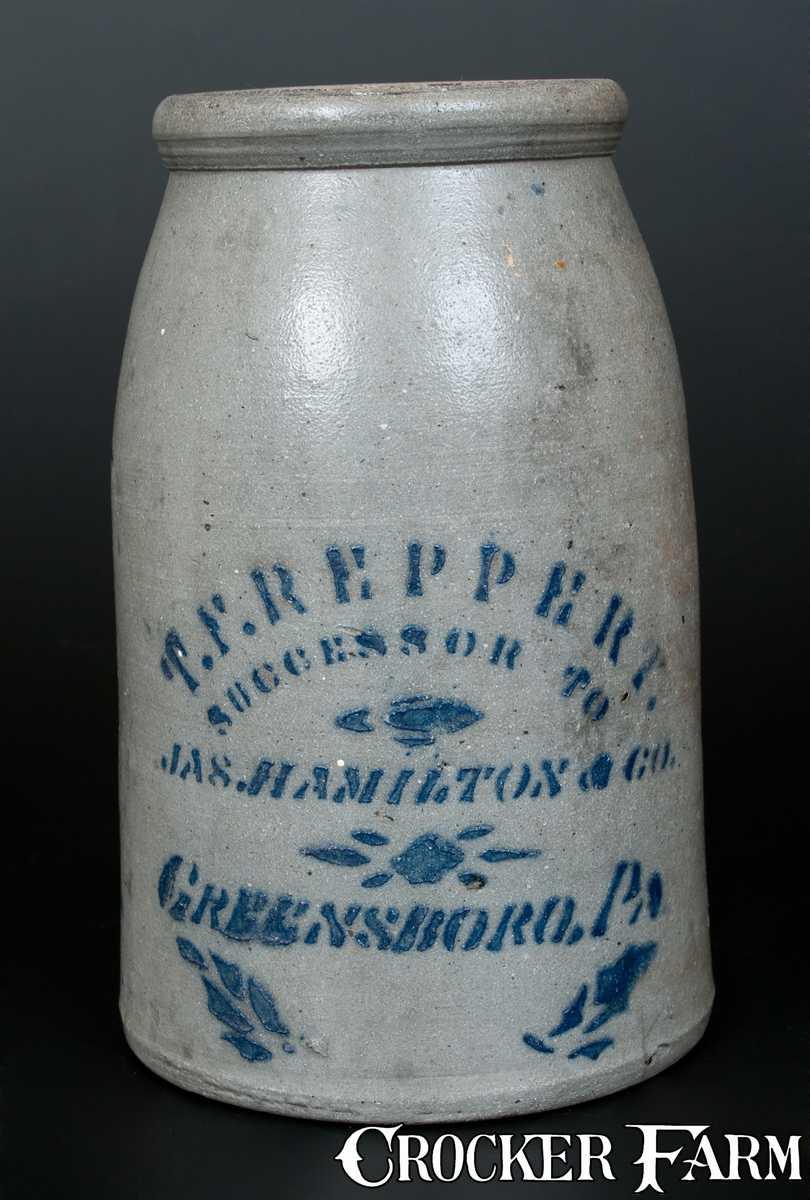 T.F. REPPERT.
SUCCESSOR TO
JAS. HAMILTON & CO.
GREENSBORO, PA
CROCKER FARM